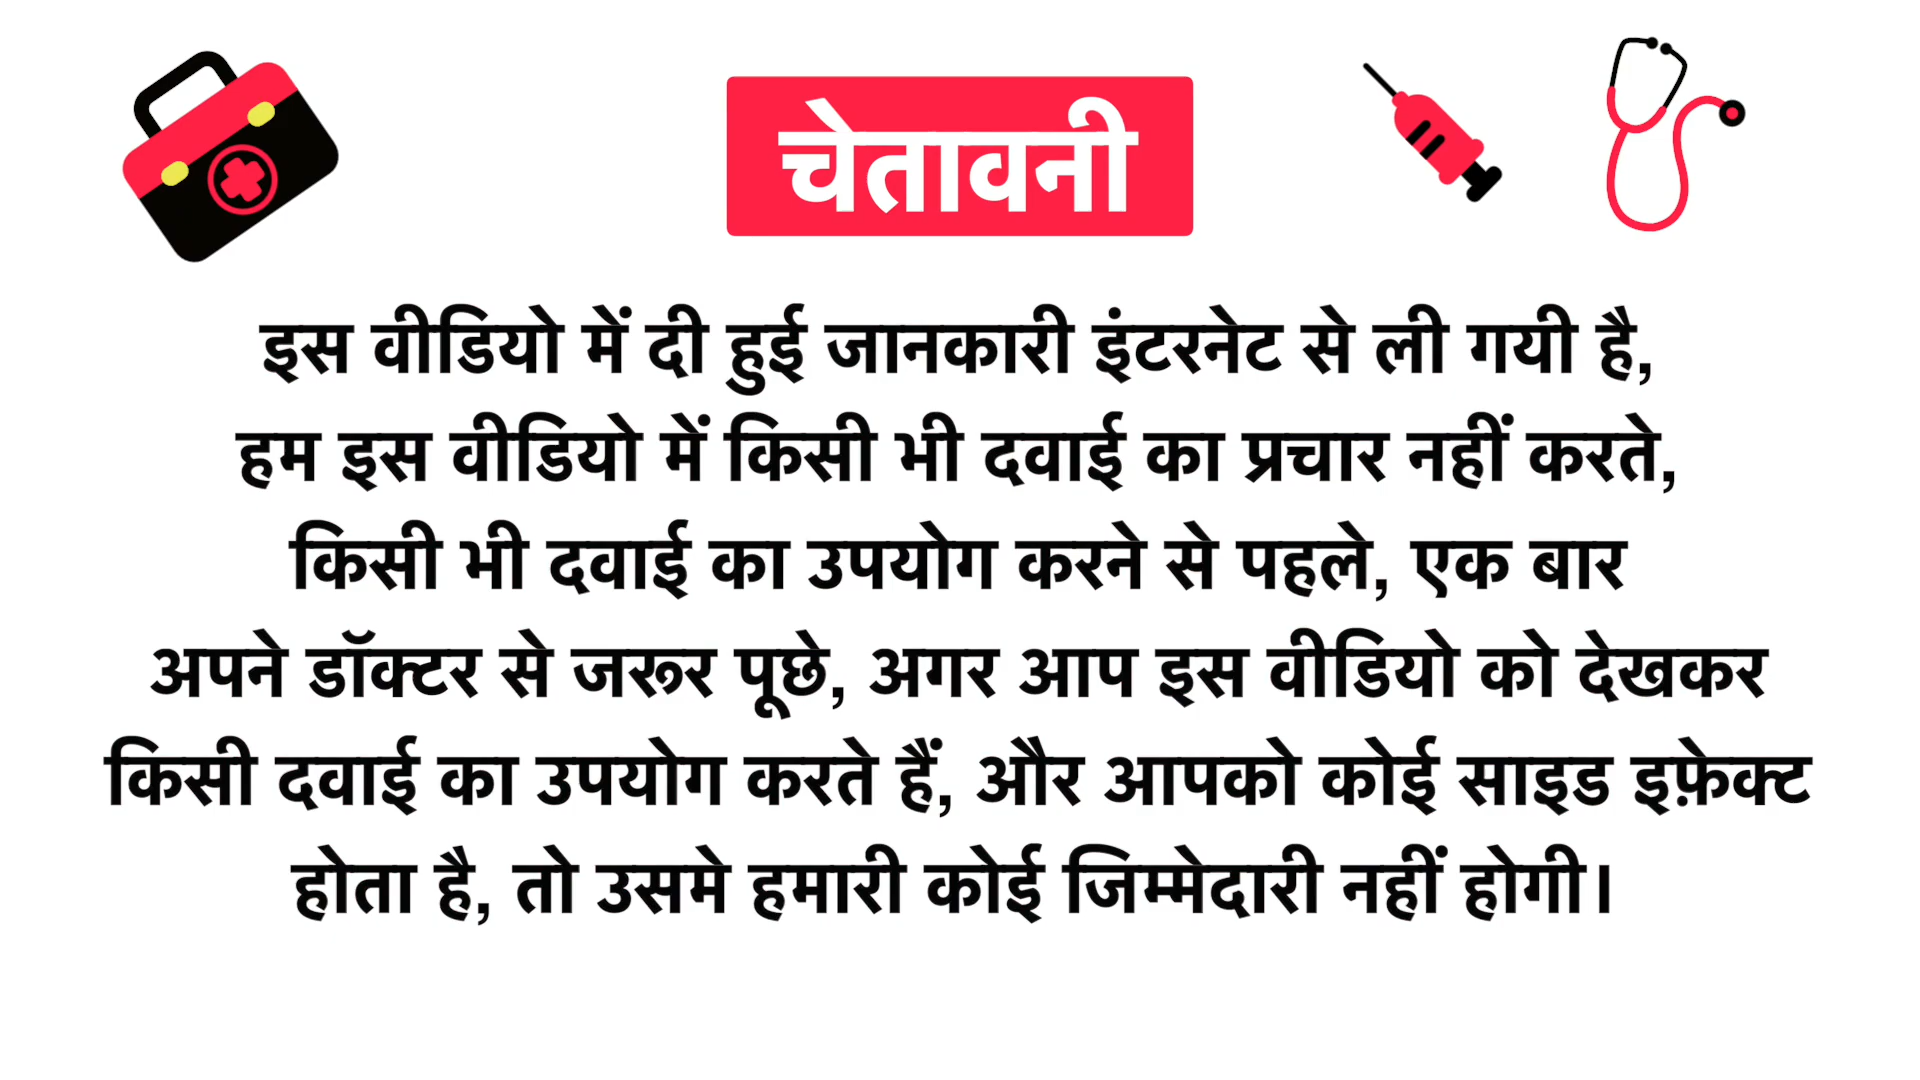 चेतावनी
इस वीडियो में दी हुई जानकारी इंटरनेट से ली गयी है,
हम इस वीडियो में किसी भी दवाई का प्रचार नहीं करते,
किसी भी दवाई का उपयोग करने से पहले, एक बार
अपने डॉक्टर से जरूर पूछे, अगर आप इस वीडियो को देखकर
किसी दवाई का उपयोग करते हैं, और आपको कोई साइड इफ़ेक्ट
होता है, तो उसमे हमारी कोई जिम्मेदारी नहीं होगी।